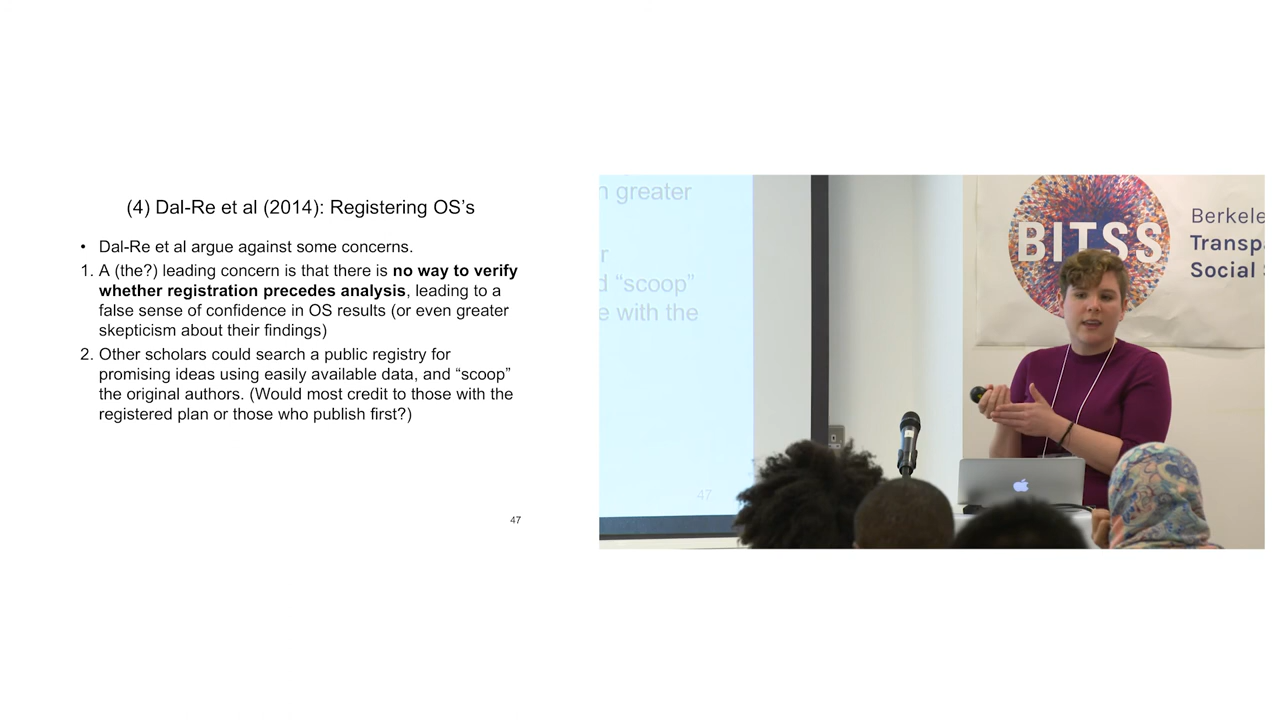 (4) Dal-Re et al (2014): Registering OS’s
• Dal-Re et al argue against some concerns.
1. A (the?) leading concern is that there is no way to verify
whether registration precedes analysis, leading to a
false sense of confidence in OS results (or even greater
skepticism about their findings)
2. Other scholars could search a public registry for
promising ideas using easily available data, and “scoop”
the original authors. (Would most credit to those with the
registered plan or those who publish first?)
47
n greater
r
d “scoop”
e with the
47
BITSS
Berkele
Transpa
Social S